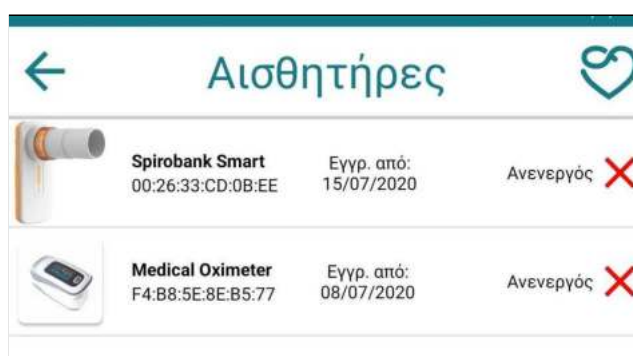 Αισθητήρες
Spirobank Smart
00:26:33:CD:0B:EE
Εγγρ. από:
15/07/2020
Ανενεργός
Medical Oximeter
F4:B8:5E:8E:B5:77
Εγγρ. από:
08/07/2020
Ανενεργός